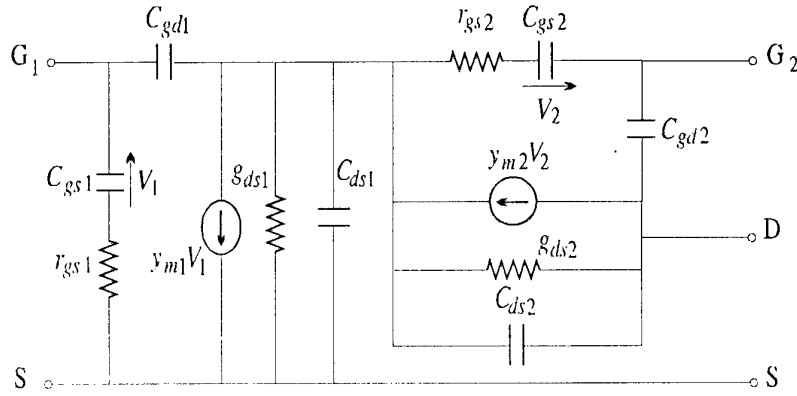 C_gd1
r_gs2
C_gs2
G_1
G_2
V_2
C_gd2
C_gs1
V_1
g_ds1
C_ds1
y_m2V_2
D
r_gs1
y_m1V_1
g_ds2
C_ds2
S
S